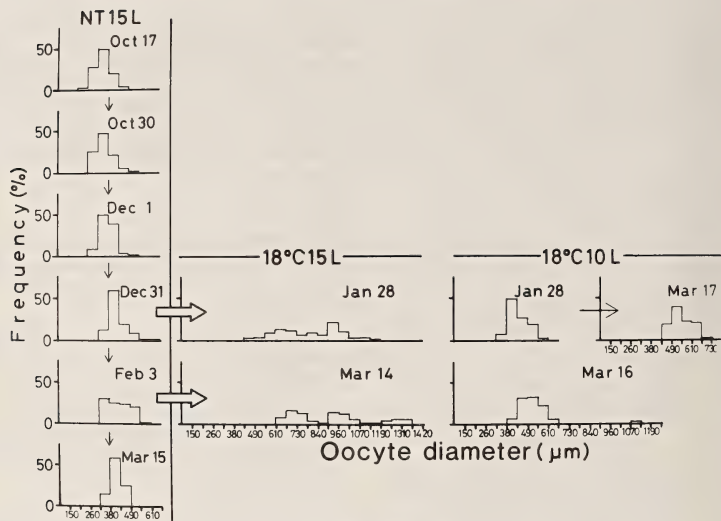 NT15L
Oct 17
50
0
Oct 30
50
0
Dec 1
50
0
Dec 31
50
0
Feb 3
50
0
Mar 15
50
0
150 260 380 490 610
Frequency (%)
18°C 15L
Jan 28
Mar 14
150 260 380 490 610 730 840 960 1070 1190 1310 1420
18°C 10L
Jan 28
Mar 17
150 260 380 490 610 730
Mar 16
150 260 380 490 610 730 840 960 1070 1190
Oocyte diameter (µm)